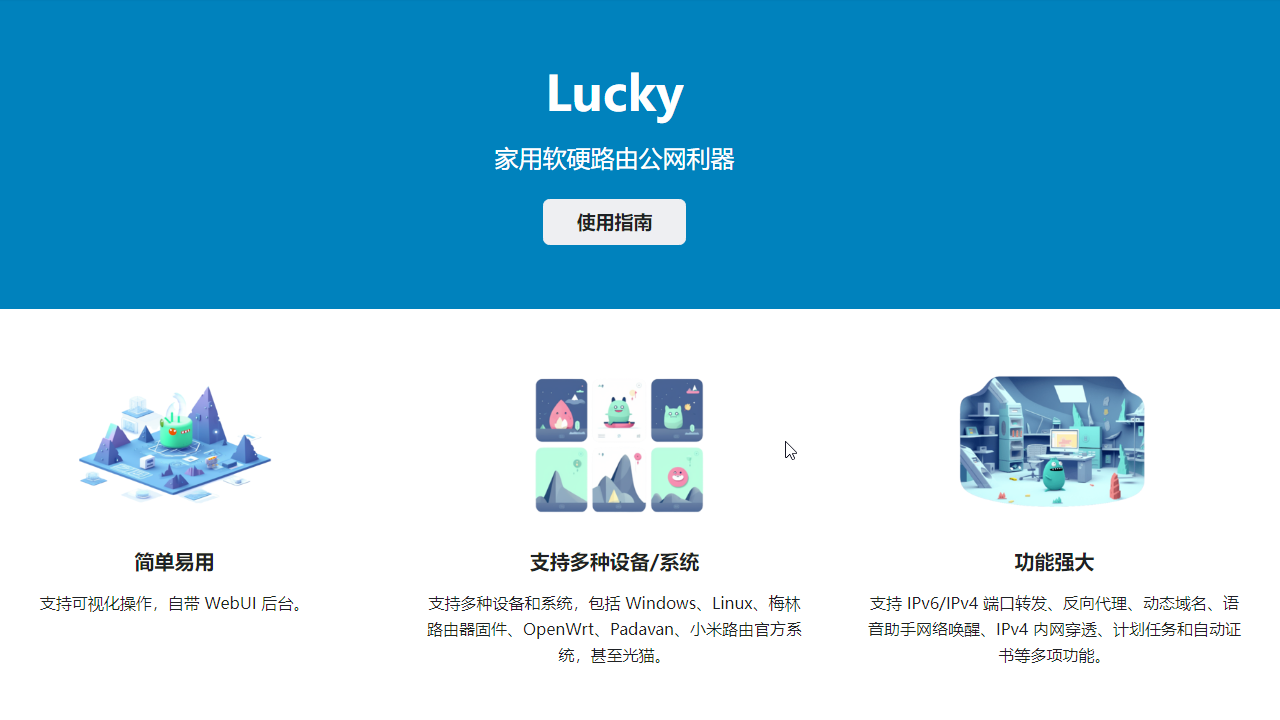 Lucky
家用软硬路由公网利器
使用指南
简单易用
支持可视化操作，自带 WebUI 后台。
支持多种设备/系统
支持多种设备和系统，包括 Windows、Linux、梅林
路由器固件、OpenWrt、Padavan、小米路由官方系
统，甚至光猫。
功能强大
支持 IPv6/IPv4 端口转发、反向代理、动态域名、语
音助手网络唤醒、IPv4 内网穿透、计划任务和自动证
书等多项功能。